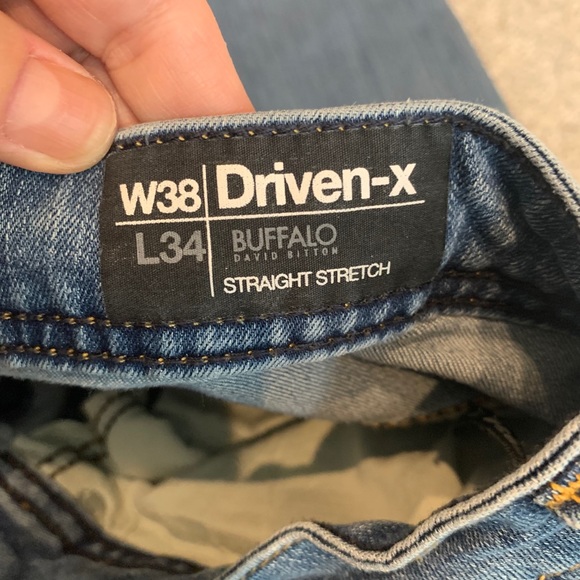 W38 Driven-x
L34 BUFFALO
DAVID BITTON
STRAIGHT STRETCH